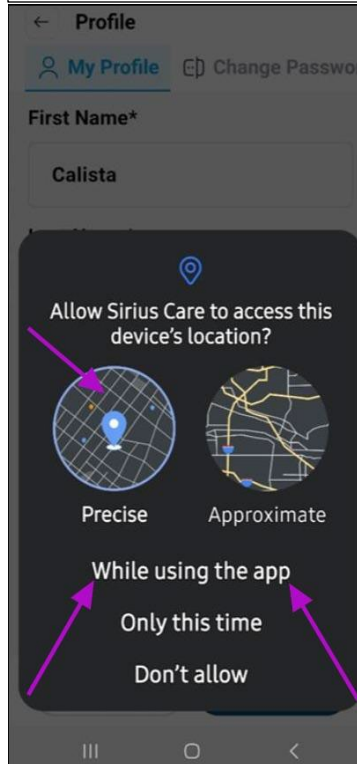 Profile
My Profile Change Passwo
First Name*
Calista
Allow Sirius Care to access this
device's location?
Precise Approximate
While using the app
Only this time
Don't allow